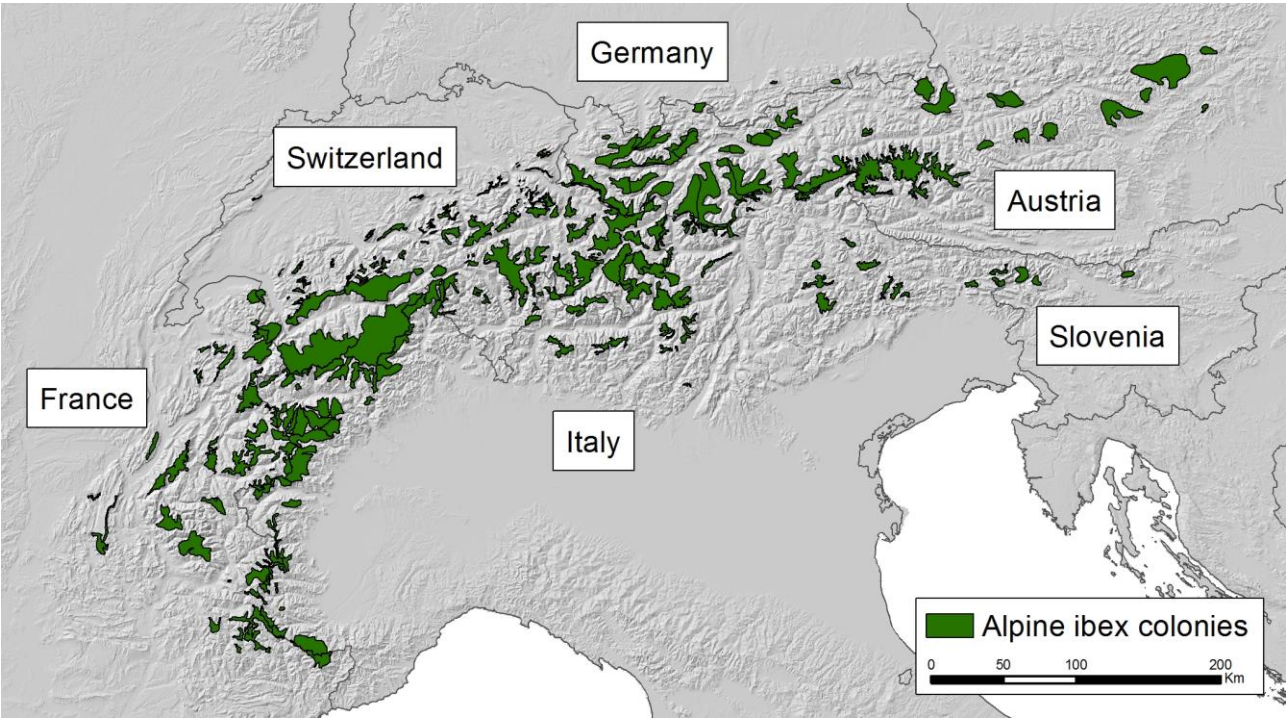 Germany
Switzerland
Austria
Slovenia
France
Italy
Alpine ibex colonies
0 50 100 200
Km